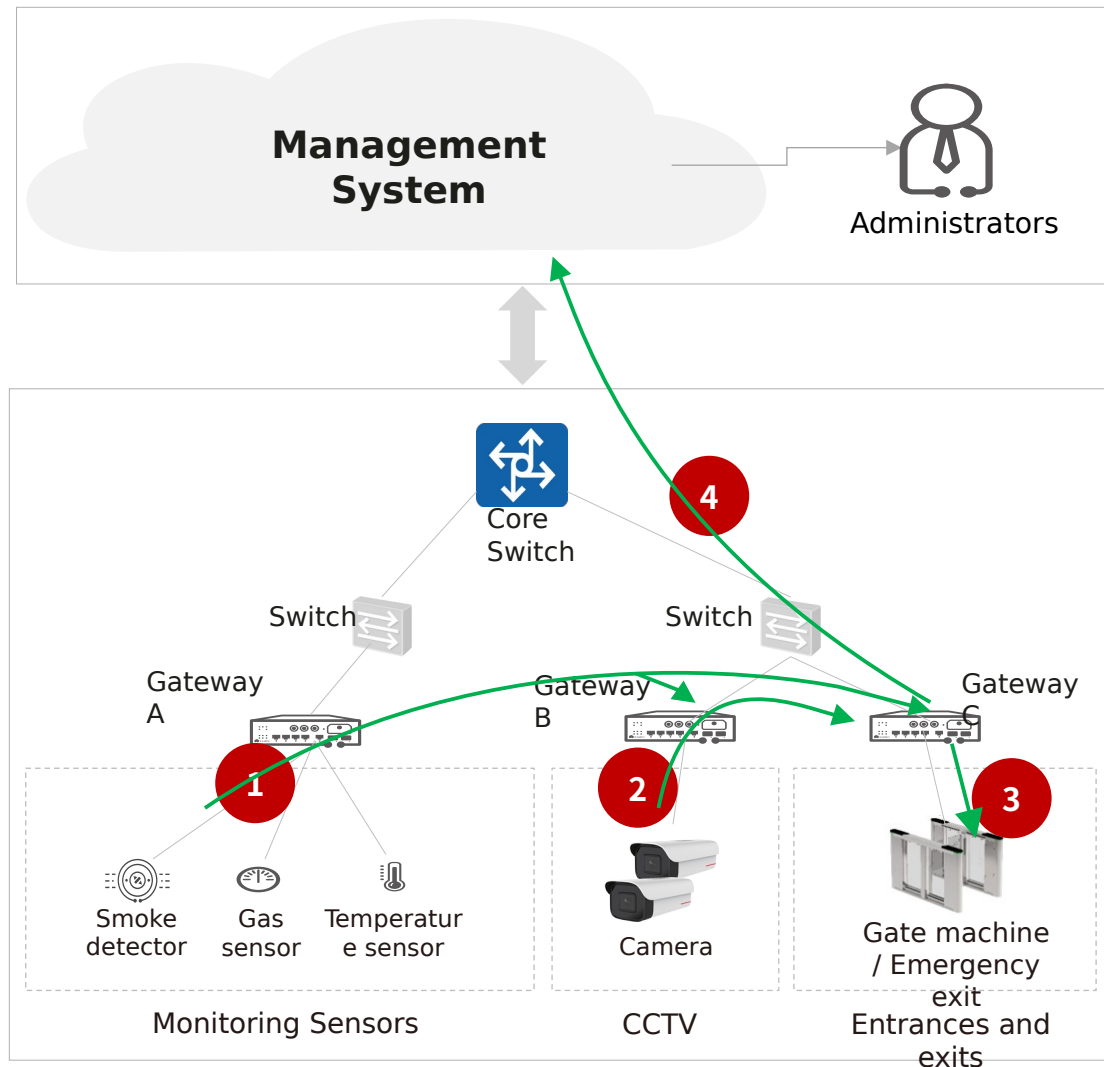 Management
System
Administrators
4
Core
Switch
Switch
Switch
Gateway
A
Gateway
B
Gateway
C
1
2
3
Smoke
detector
Gas
sensor
Temperatur
e sensor
Camera
Gate machine
/ Emergency
exit
Monitoring Sensors
CCTV
Entrances and
exits